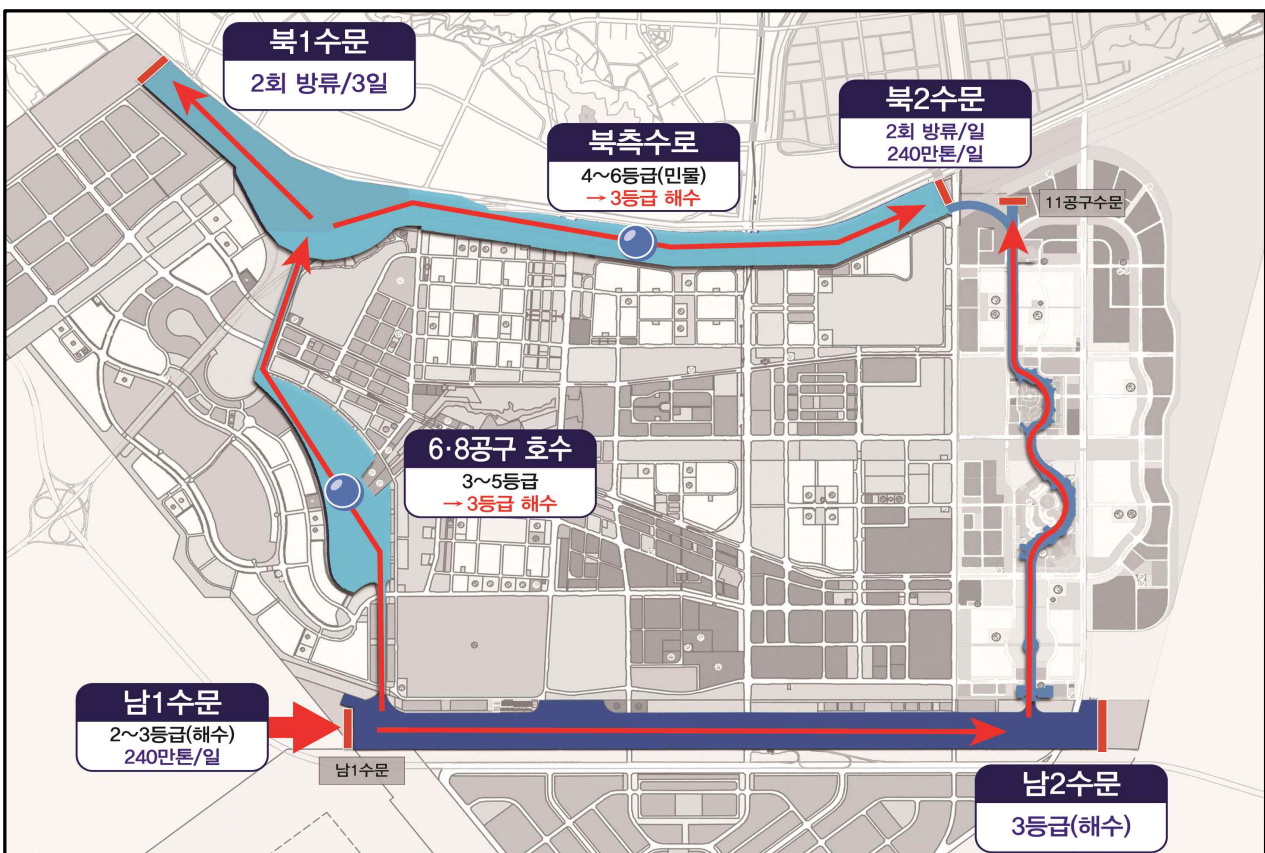 북1수문
2회 방류/3일
북2수문
2회 방류/일
240만톤/일
북측수로
4~6등급(민물)
→ 3등급 해수
11공구수문
6·8공구 호수
3~5등급
→ 3등급 해수
남1수문
2~3등급(해수)
240만톤/일
남1수문
남2수문
3등급(해수)